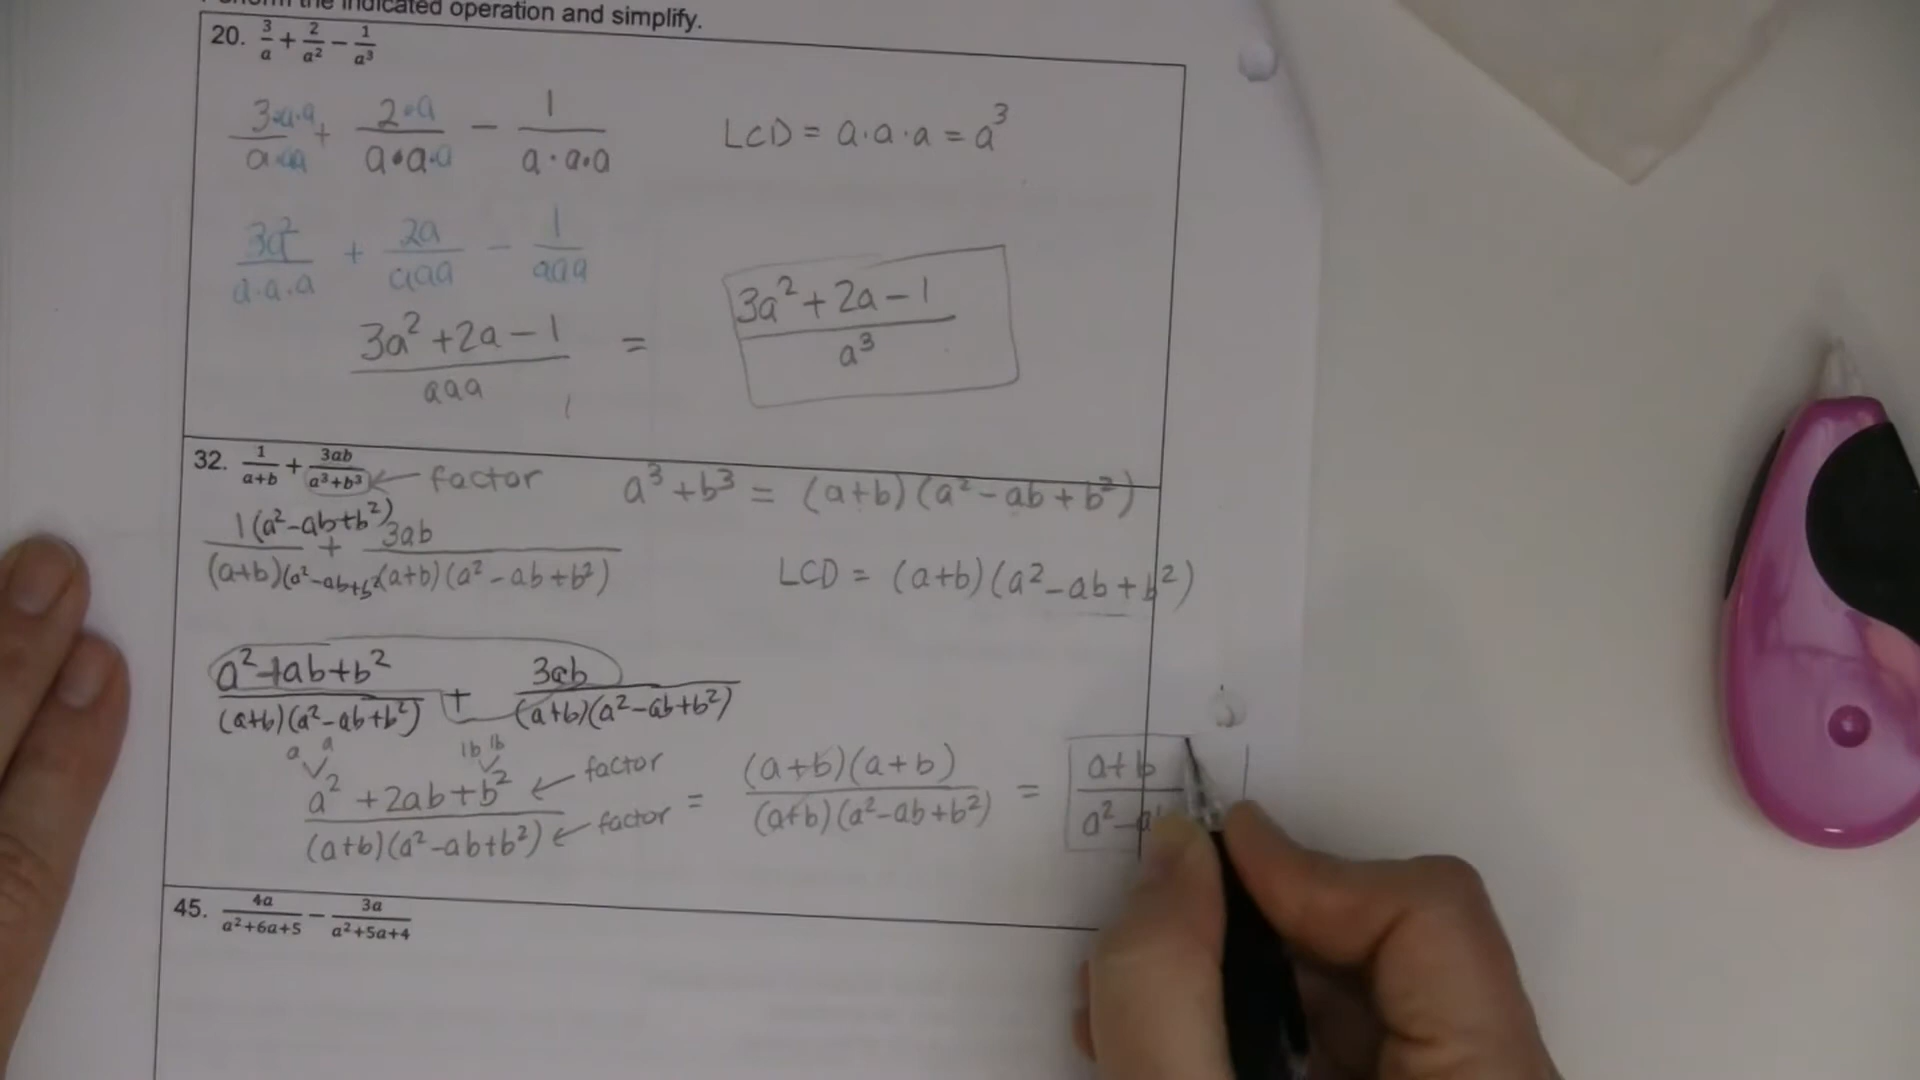 the indicated operation and simplify.
20. 3/a + 2/a² − 1/a³
3·a·a/a·aa + 2·a/a·a·a − 1/a·a·a
LCD = a·a·a = a³
3a²/a·a·a + 2a/aaa − 1/aaa
3a²+2a−1/aaa = 3a²+2a−1/a³
32. 1/a+b + 3ab/a³+b³ ← factor
a³+b³ = (a+b)(a²−ab+b²)
1(a²−ab+b²)/(a+b)(a²−ab+b² + 3ab/(a+b)(a²−ab+b²)
LCD = (a+b)(a²−ab+b²)
a²−1ab+b²/(a+b)(a²−ab+b²) + 3ab/(a+b)(a²−ab+b²)
a a 1b 1b
a²+2ab+b² ← factor
(a+b)(a²−ab+b²) ← factor
= (a+b)(a+b)/(a+b)(a²−ab+b²) = a+b/a²−
45. 4a/a²+6a+5 − 3a/a²+5a+4